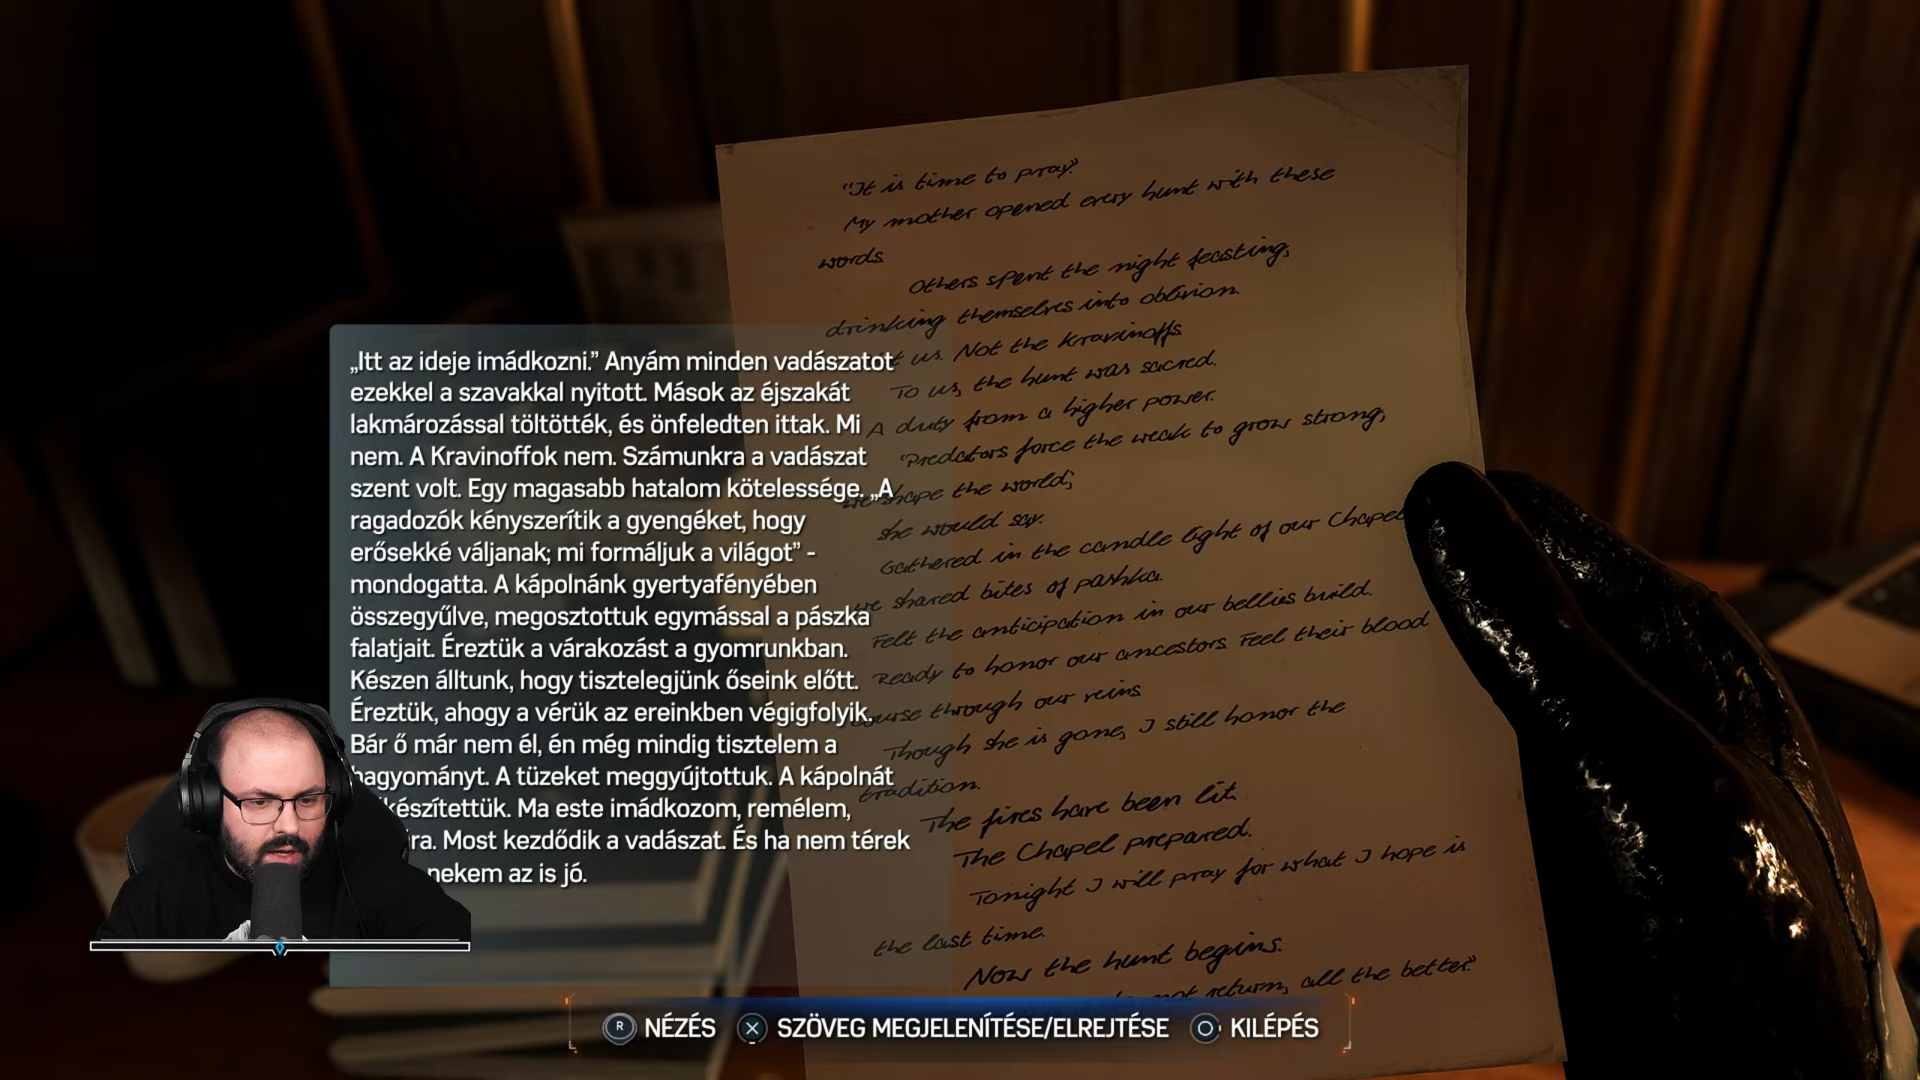 "It is time to pray."
My mother opened every hunt with these
words
Others spent the night feasting,
drinking themselves into oblivion.
us. Not the Kravinoffs
To us, the hunt was sacred.
A duty from a higher power.
"Predators force the weak to grow strong;
we shape the world;
she would say.
Gathered in the candle light of our Chapel
we shared bites of pashka.
Felt the anticipation in our bellies build.
Ready to honor our ancestors. Feel their blood
course through our veins
Though she is gone, I still honor the
tradition.
The fires have been lit.
The Chapel prepared.
Tonight I will pray for what I hope is
the last time.
Now the hunt begins.
not return, all the better."
„Itt az ideje imádkozni.” Anyám minden vadászatot
ezekkel a szavakkal nyitott. Mások az éjszakát
lakmározással töltötték, és önfeledten ittak. Mi
nem. A Kravinoffok nem. Számunkra a vadászat
szent volt. Egy magasabb hatalom kötelessége. „A
ragadozók kényszerítik a gyengéket, hogy
erősekké váljanak; mi formáljuk a világot” -
mondogatta. A kápolnánk gyertyafényében
összegyűlve, megosztottuk egymással a pászka
falatjait. Éreztük a várakozást a gyomrunkban.
Készen álltunk, hogy tisztelegjünk őseink előtt.
Éreztük, ahogy a vérük az ereinkben végigfolyik.
Bár ő már nem él, én még mindig tisztelem a
hagyományt. A tüzeket meggyújtottuk. A kápolnát
készítettük. Ma este imádkozom, remélem,
Most kezdődik a vadászat. És ha nem térek
nekem az is jó.
R NÉZÉS SZÖVEG MEGJELENÍTÉSE/ELREJTÉSE KILÉPÉS